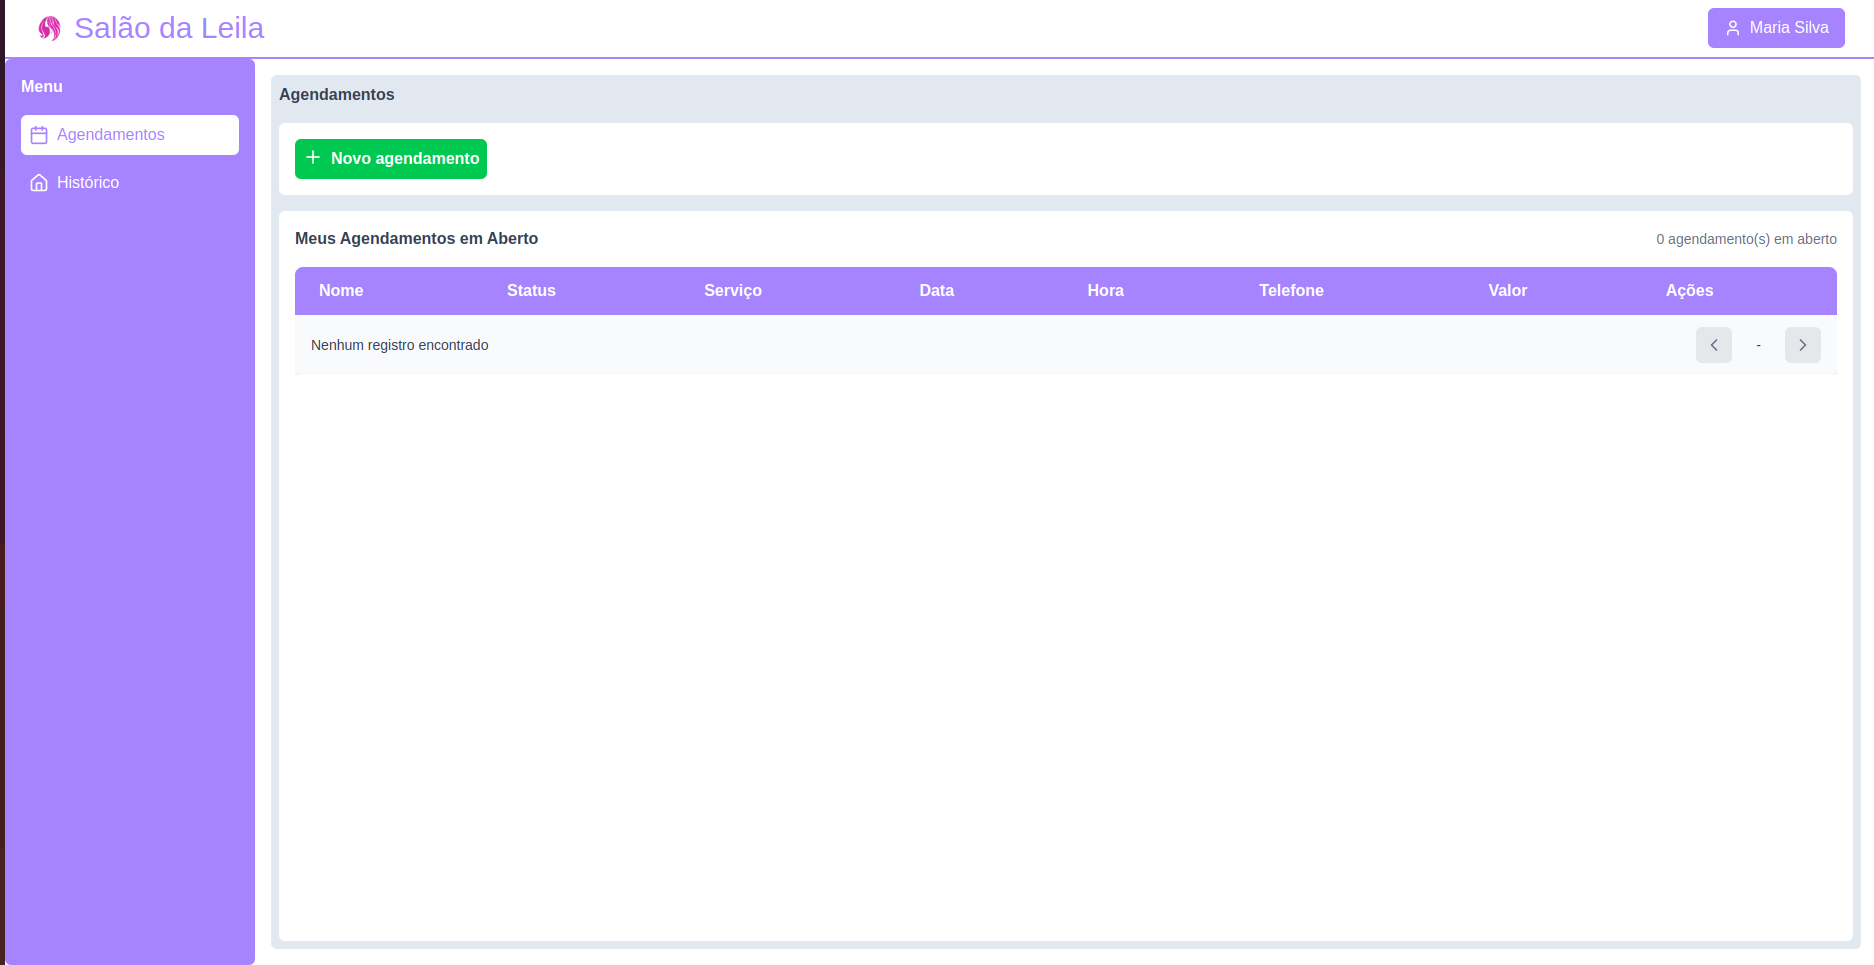 Salão da Leila
Maria Silva
Menu
Agendamentos
Histórico
Agendamentos
Novo agendamento
Meus Agendamentos em Aberto
0 agendamento(s) em aberto
Nome Status Serviço Data Hora Telefone Valor Ações
Nenhum registro encontrado
-